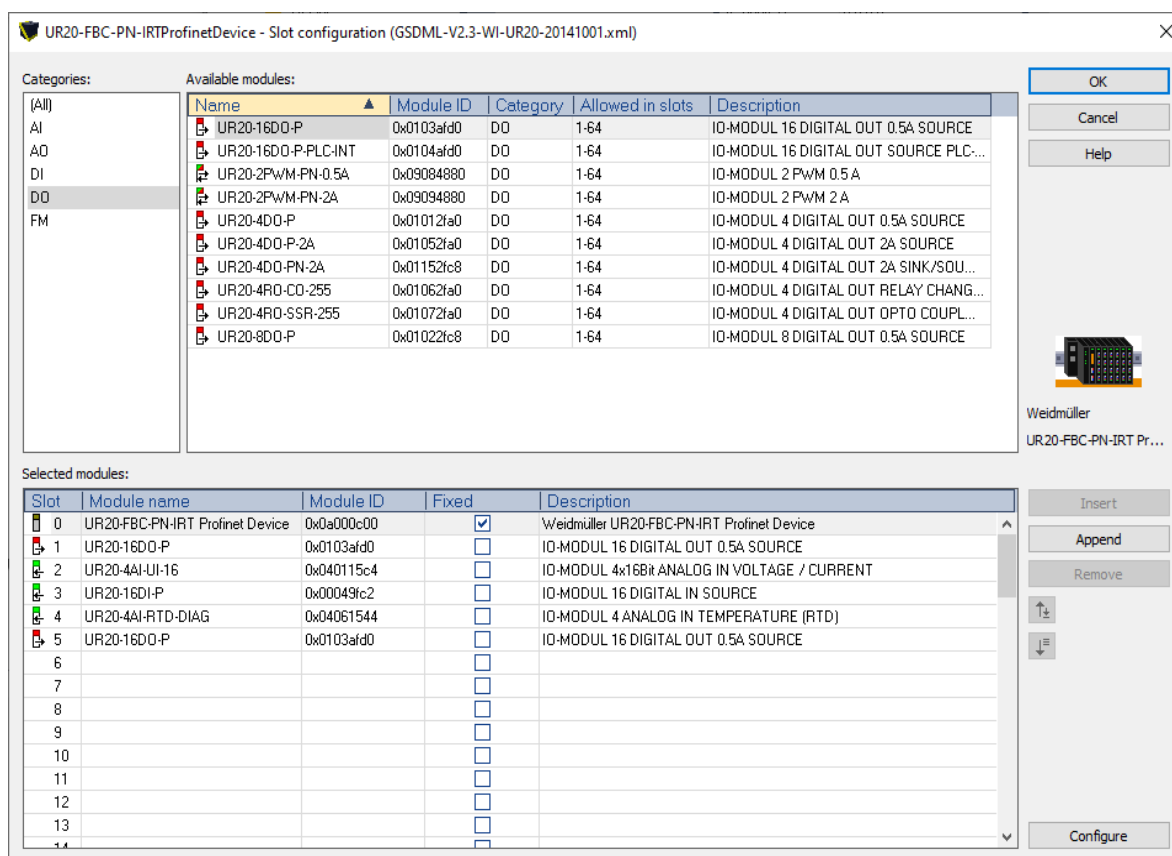 UR20-FBC-PN-IRTProfinetDevice - Slot configuration (GSDML-V2.3-WI-UR20-20141001.xml)
Categories:
Available modules:
(All)
AI
AO
DI
DO
FM
Name Module ID Category Allowed in slots Description
UR20-16DO-P 0x0103afd0 DO 1-64 IO-MODUL 16 DIGITAL OUT 0.5A SOURCE
UR20-16DO-P-PLC-INT 0x0104afd0 DO 1-64 IO-MODUL 16 DIGITAL OUT SOURCE PLC-...
UR20-2PWM-PN-0.5A 0x09084880 DO 1-64 IO-MODUL 2 PWM 0.5 A
UR20-2PWM-PN-2A 0x09094880 DO 1-64 IO-MODUL 2 PWM 2 A
UR20-4DO-P 0x01012fa0 DO 1-64 IO-MODUL 4 DIGITAL OUT 0.5A SOURCE
UR20-4DO-P-2A 0x01052fa0 DO 1-64 IO-MODUL 4 DIGITAL OUT 2A SOURCE
UR20-4DO-PN-2A 0x01152fc8 DO 1-64 IO-MODUL 4 DIGITAL OUT 2A SINK/SOU...
UR20-4RO-CO-255 0x01062fa0 DO 1-64 IO-MODUL 4 DIGITAL OUT RELAY CHANG...
UR20-4RO-SSR-255 0x01072fa0 DO 1-64 IO-MODUL 4 DIGITAL OUT OPTO COUPL...
UR20-8DO-P 0x01022fc8 DO 1-64 IO-MODUL 8 DIGITAL OUT 0.5A SOURCE
OK
Cancel
Help
Weidmüller
UR20-FBC-PN-IRT Pr...
Selected modules:
Slot Module name Module ID Fixed Description
0 UR20-FBC-PN-IRT Profinet Device 0x0a000c00 Weidmüller UR20-FBC-PN-IRT Profinet Device
1 UR20-16DO-P 0x0103afd0 IO-MODUL 16 DIGITAL OUT 0.5A SOURCE
2 UR20-4AI-UI-16 0x040115c4 IO-MODUL 4x16Bit ANALOG IN VOLTAGE / CURRENT
3 UR20-16DI-P 0x00049fc2 IO-MODUL 16 DIGITAL IN SOURCE
4 UR20-4AI-RTD-DIAG 0x04061544 IO-MODUL 4 ANALOG IN TEMPERATURE (RTD)
5 UR20-16DO-P 0x0103afd0 IO-MODUL 16 DIGITAL OUT 0.5A SOURCE
6
7
8
9
10
11
12
13
14
Insert
Append
Remove
Configure